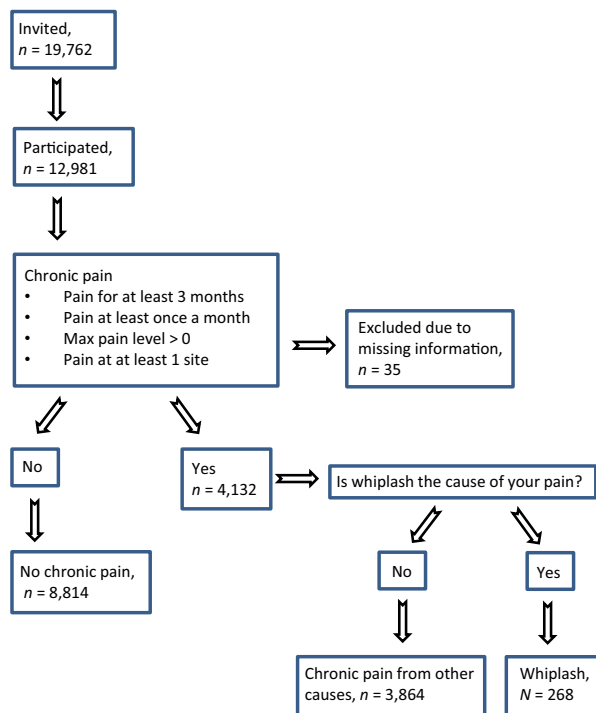 Invited,
n = 19,762
Participated,
n = 12,981
Chronic pain
• Pain for at least 3 months
• Pain at least once a month
• Max pain level > 0
• Pain at at least 1 site
Excluded due to
missing information,
n = 35
No
Yes
n = 4,132
Is whiplash the cause of your pain?
No chronic pain,
n = 8,814
No
Yes
Chronic pain from other
causes, n = 3,864
Whiplash,
N = 268